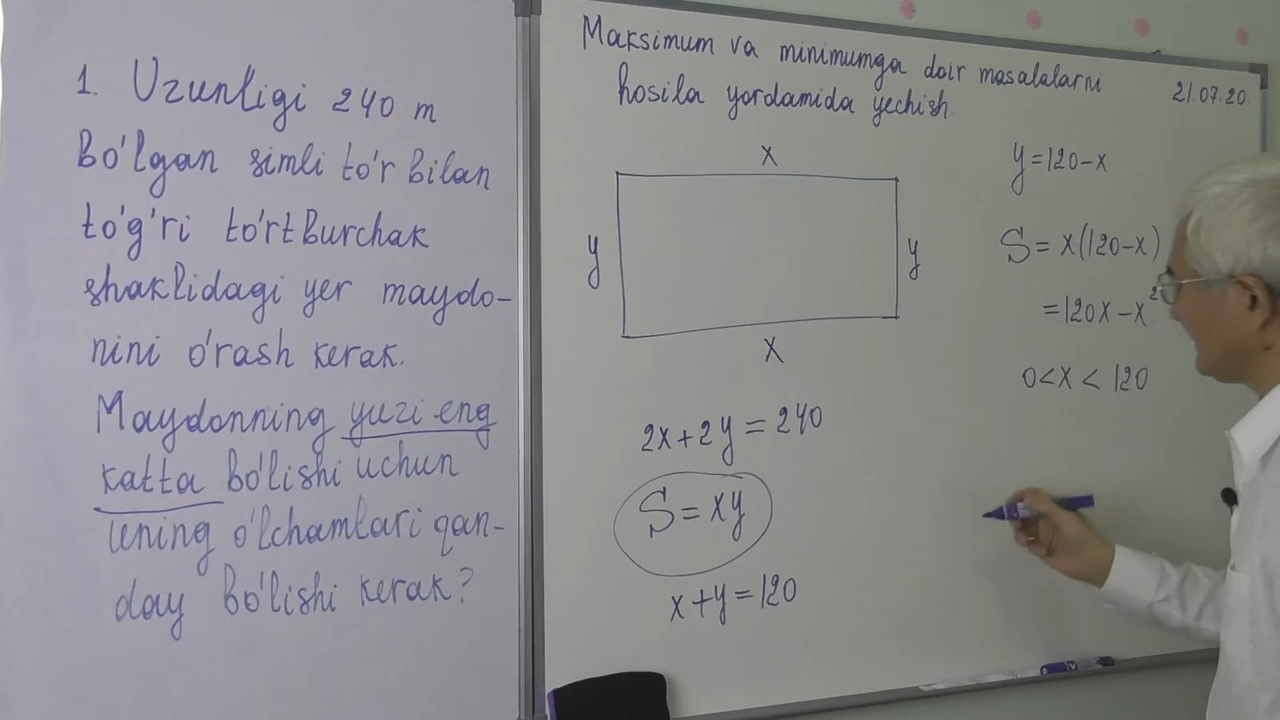 1. Uzunligi 240 m
bo'lgan simli to'r bilan
to'g'ri to'rtburchak
shaklidagi yer maydo-
nini o'rash kerak.
Maydonning yuzi eng
katta bo'lishi uchun
uning o'lchamlari qan-
day bo'lishi kerak?
Maksimum va minimumga doir masalalarni
hosila yordamida yechish.
21.07.20.
x
y
y
x
2x+2y=240
S=xy
x+y=120
y=120-x
S=x(120-x)
=120x-x²
0<x<120